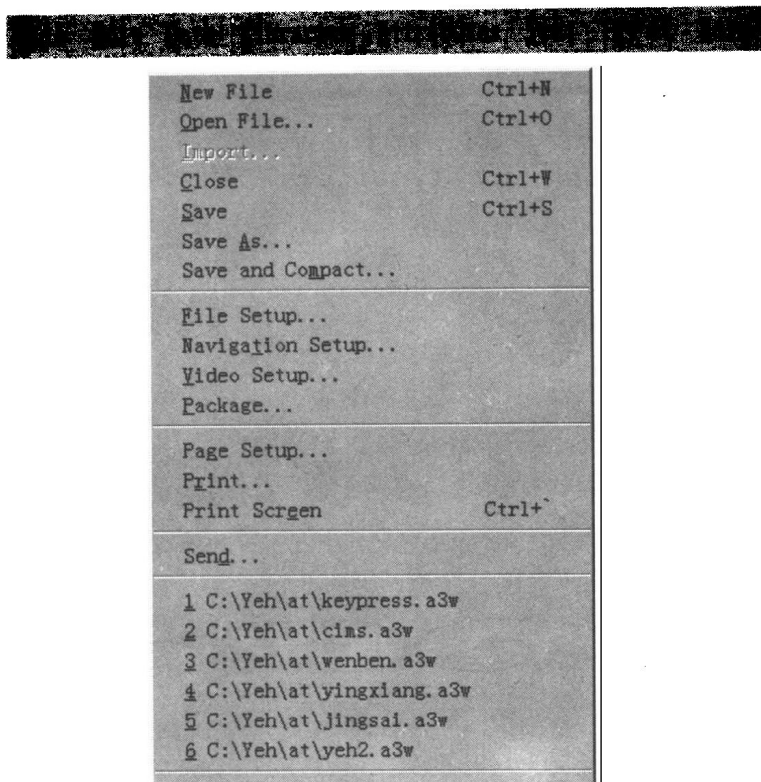 New File Ctrl+N
Open File... Ctrl+O
Import...
Close Ctrl+W
Save Ctrl+S
Save As...
Save and Compact...
File Setup...
Navigation Setup...
Video Setup...
Package...
Page Setup...
Print...
Print Screen Ctrl+`
Send...
1 C:\Yeh\at\keypress.a3w
2 C:\Yeh\at\cims.a3w
3 C:\Yeh\at\wenben.a3w
4 C:\Yeh\at\yingxiang.a3w
5 C:\Yeh\at\jingsai.a3w
6 C:\Yeh\at\yeh2.a3w